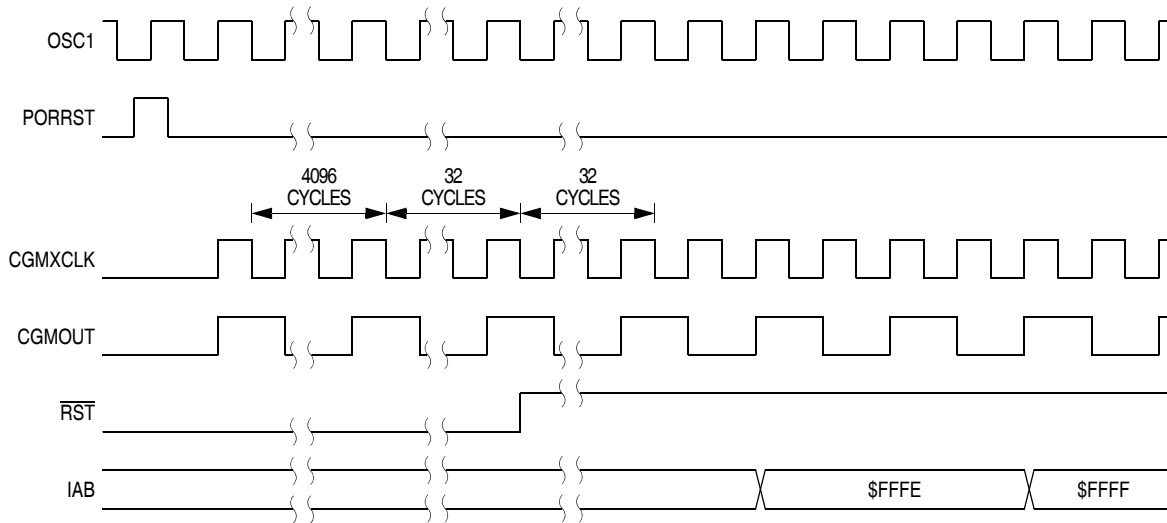 OSC1
PORRST
4096
CYCLES
32
CYCLES
32
CYCLES
CGMXCLK
CGMOUT
RST
IAB
$FFFE
$FFFF